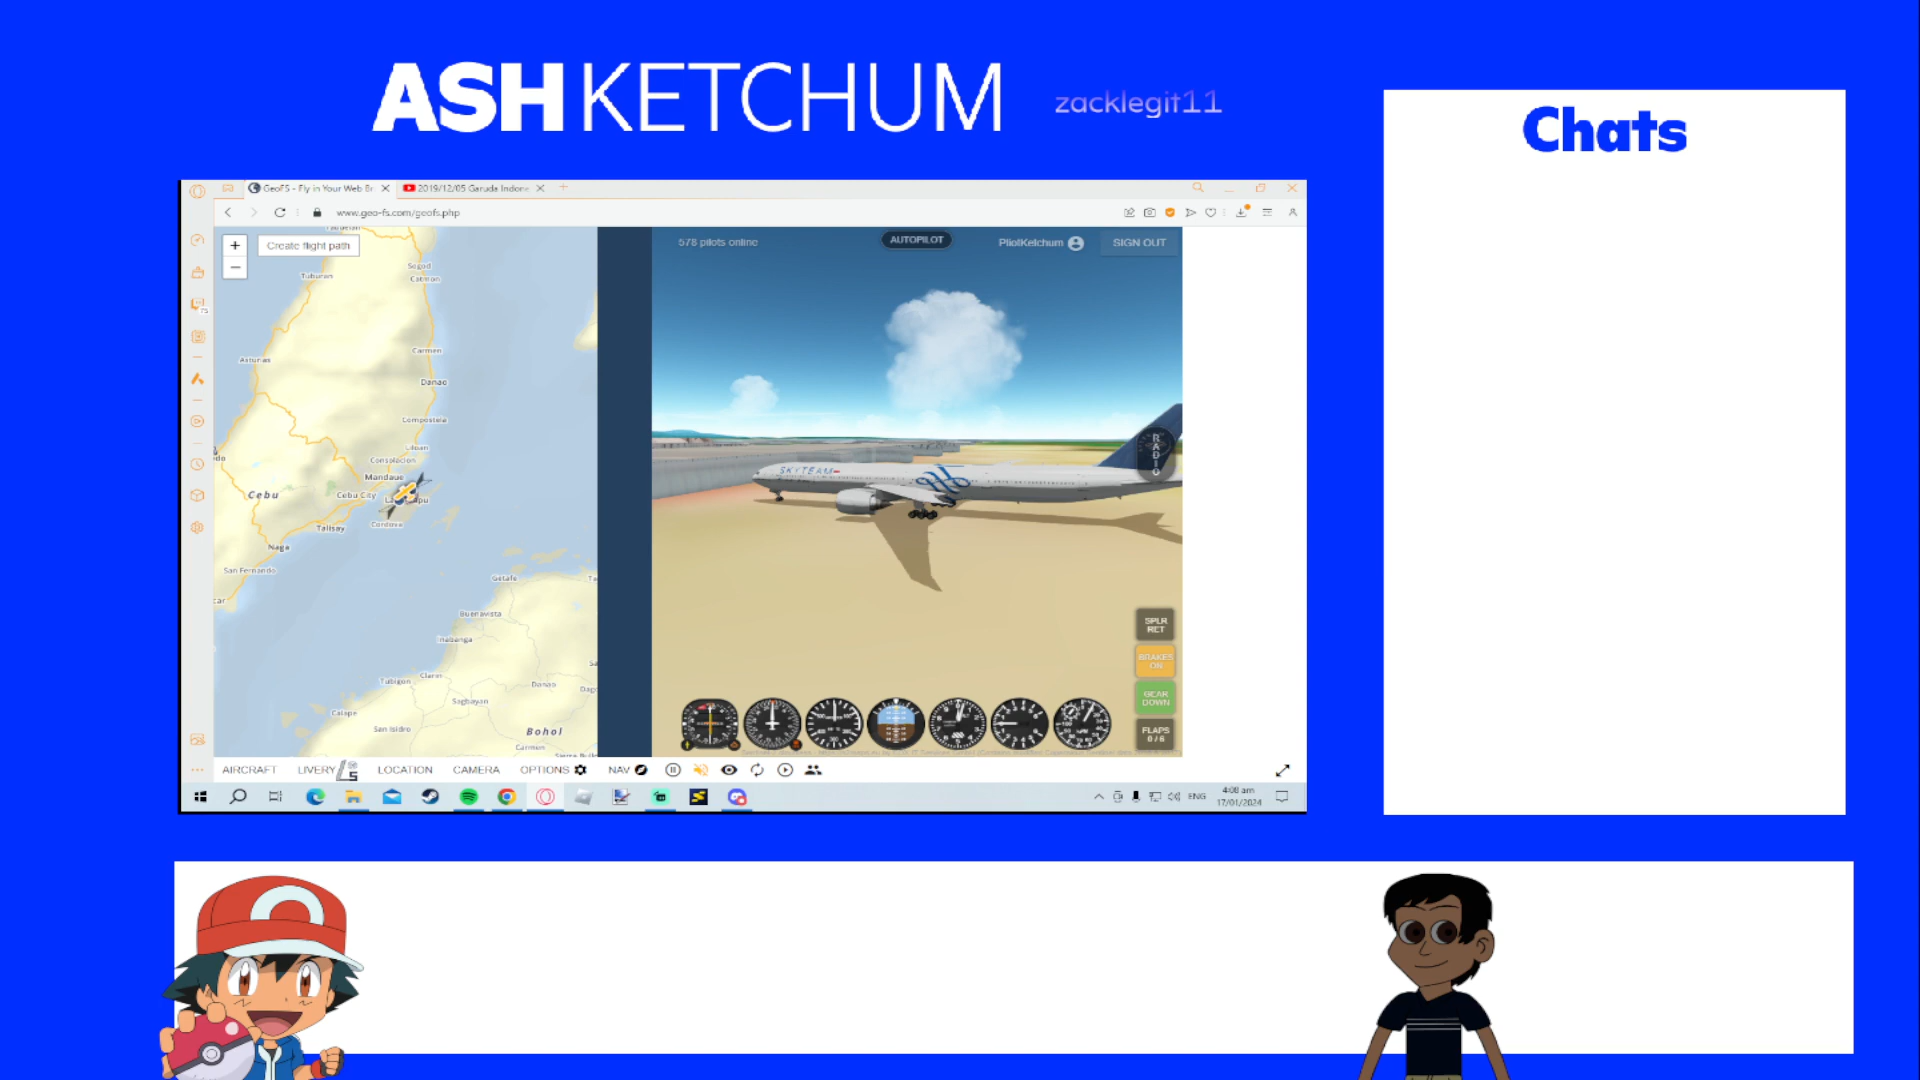 ASH KETCHUM
zacklegit11
Chats
GeoFS - Fly in Your Web Br
2019/12/05 Garuda Indone
www.geo-fs.com/geofs.php
Create flight path
578 pilots online
AUTOPILOT
PliotKetchum
SIGN OUT
Tuburan
Sogod
Catmon
Asturias
Carmen
Danao
Compostela
Liloan
Consolacion
Mandaue
Cebu
Cebu City
Cordova
Talisay
Naga
San Fernando
Getafe
Buenavista
Inabanga
Clarin
Tubigon
Danao
Sagbayan
Calape
San Isidro
Bohol
Carmen
SKYTEAM
RADIO
SPLR
RET
BRAKES
ON
GEAR
DOWN
FLAPS
0 / 6
AIRCRAFT
LIVERY
LOCATION
CAMERA
OPTIONS
NAV
ENG
4:08 am
17/01/2024